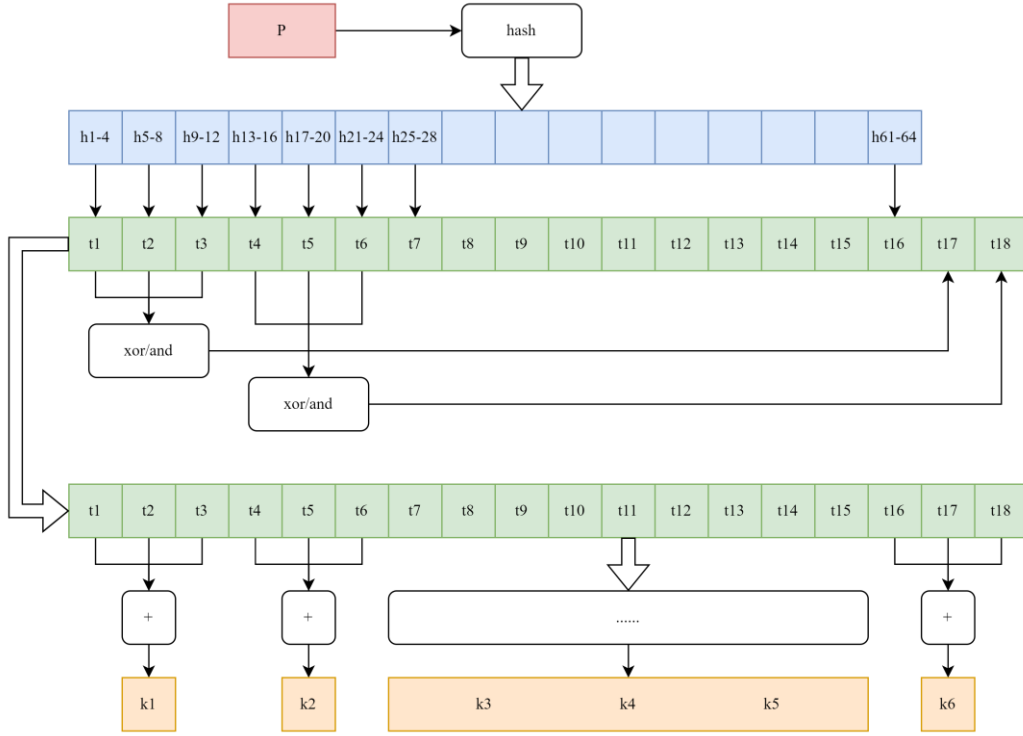 P hash
h1-4 h5-8 h9-12 h13-16 h17-20 h21-24 h25-28 h61-64
t1 t2 t3 t4 t5 t6 t7 t8 t9 t10 t11 t12 t13 t14 t15 t16 t17 t18
xor/and
xor/and
t1 t2 t3 t4 t5 t6 t7 t8 t9 t10 t11 t12 t13 t14 t15 t16 t17 t18
+ + ...... +
k1 k2 k3 k4 k5 k6